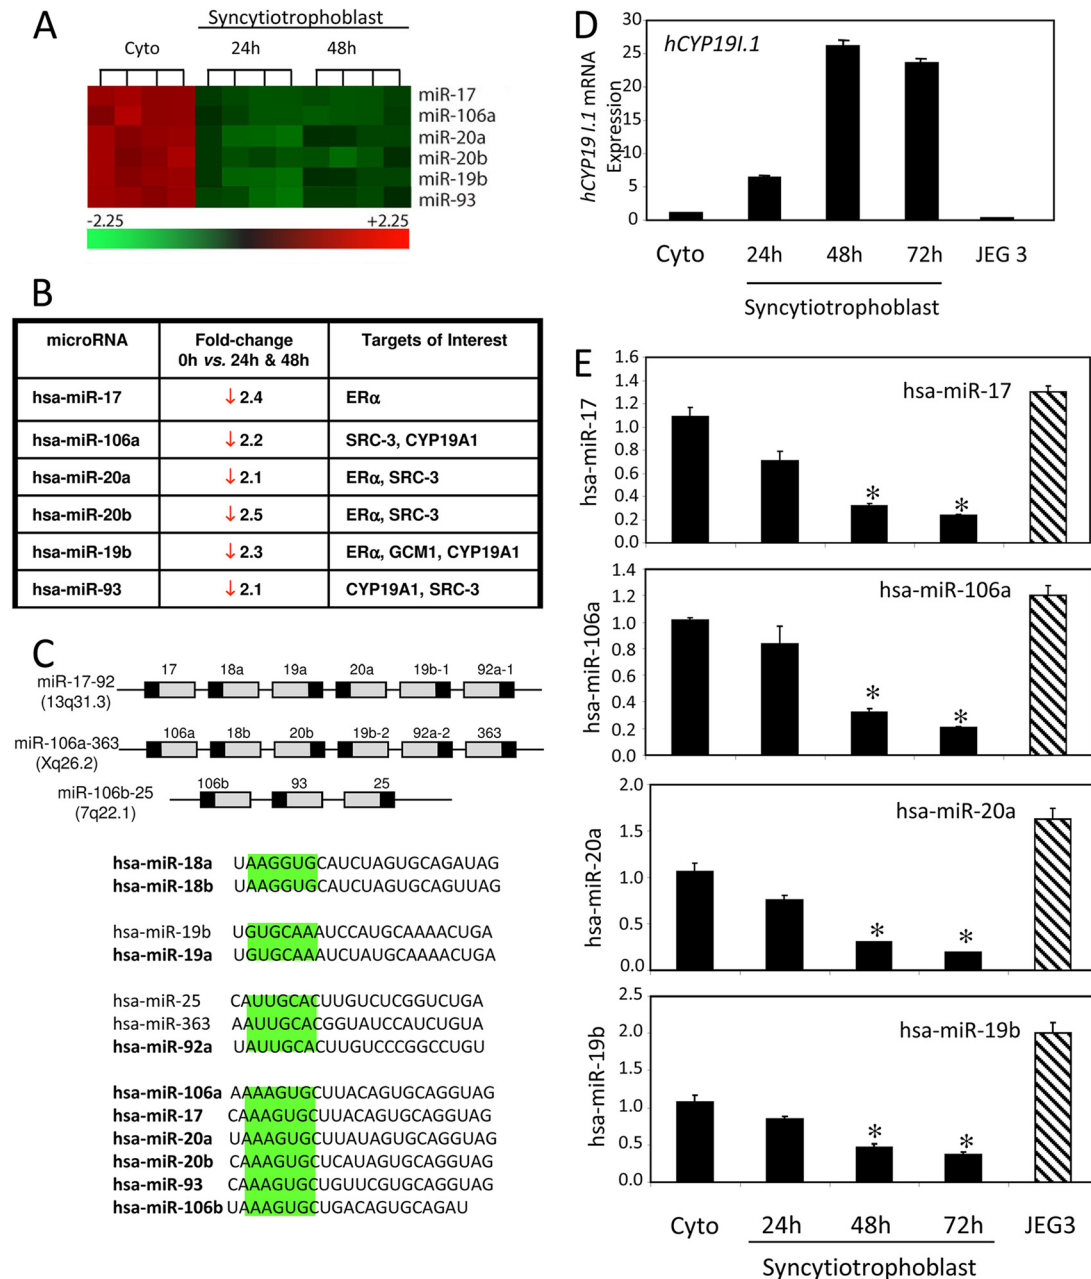 A
Syncytiotrophoblast
Cyto 24h 48h
miR-17
miR-106a
miR-20a
miR-20b
miR-19b
miR-93
-2.25 +2.25
B
microRNA Fold-change 0h vs. 24h & 48h Targets of Interest
hsa-miR-17 ↓ 2.4 ERα
hsa-miR-106a ↓ 2.2 SRC-3, CYP19A1
hsa-miR-20a ↓ 2.1 ERα, SRC-3
hsa-miR-20b ↓ 2.5 ERα, SRC-3
hsa-miR-19b ↓ 2.3 ERα, GCM1, CYP19A1
hsa-miR-93 ↓ 2.1 CYP19A1, SRC-3
C
17 18a 19a 20a 19b-1 92a-1
miR-17-92
(13q31.3)
106a 18b 20b 19b-2 92a-2 363
miR-106a-363
(Xq26.2)
106b 93 25
miR-106b-25
(7q22.1)
hsa-miR-18a UAAGGUGCAUCUAGUGCAGAUAG
hsa-miR-18b UAAGGUGCAUCUAGUGCAGUUAG
hsa-miR-19b UGUGCAAAUCCAUGCAAAACUGA
hsa-miR-19a UGUGCAAAUCUAUGCAAAACUGA
hsa-miR-25 CAUUGCACUUGUCUCGGUCUGA
hsa-miR-363 AAUUGCACGGUAUCCAUCUGUA
hsa-miR-92a UAUUGCACUUGUCCCGGCCUGU
hsa-miR-106a AAAAGUGCUUACAGUGCAGGUAG
hsa-miR-17 CAAAGUGCUUACAGUGCAGGUAG
hsa-miR-20a UAAAGUGCUUAUAGUGCAGGUAG
hsa-miR-20b CAAAGUGCUCAUAGUGCAGGUAG
hsa-miR-93 CAAAGUGCUGUUCGUGCAGGUAG
hsa-miR-106b UAAAGUGCUGACAGUGCAGAU
D
hCYP19I.1
hCYP19 I.1 mRNA
Expression
30
25
20
15
10
5
0
Cyto 24h 48h 72h JEG 3
Syncytiotrophoblast
E
hsa-miR-17
hsa-miR-17
1.6
1.4
1.2
1.0
0.8
0.6
0.4
0.2
0.0
* *
hsa-miR-106a
hsa-miR-106a
1.4
1.2
1.0
0.8
0.6
0.4
0.2
0.0
* *
hsa-miR-20a
hsa-miR-20a
2.0
1.5
1.0
0.5
0.0
* *
hsa-miR-19b
hsa-miR-19b
2.5
2.0
1.5
1.0
0.5
0.0
* *
Cyto 24h 48h 72h JEG3
Syncytiotrophoblast